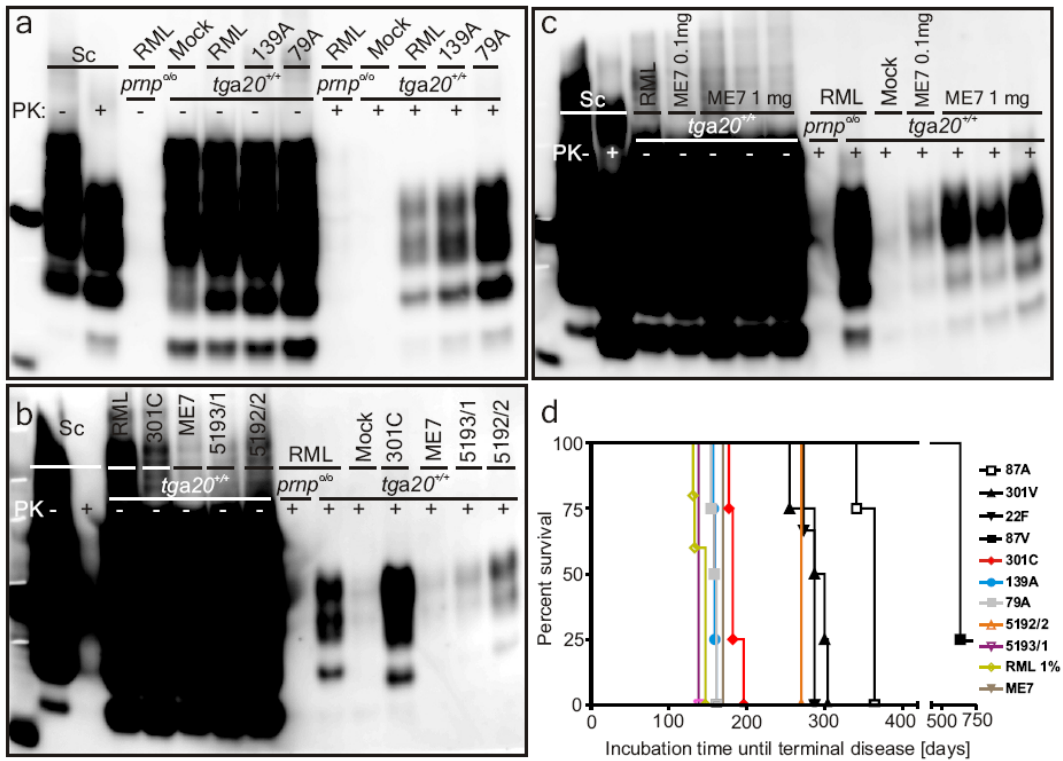 a
Sc RML Mock RML 139A 79A RML Mock RML 139A 79A
prnp^o/o tga20^+/+ prnp^o/o tga20^+/+
PK: - + - - - - - + + + + +
c
Sc RML ME7 0.1mg ME7 1 mg RML Mock ME7 0.1mg ME7 1 mg
tga20^+/+ prnp^o/o tga20^+/+
PK- + - - - - - + + + + + + +
b
Sc RML 301C ME7 5193/1 5192/2 RML Mock 301C ME7 5193/1 5192/2
tga20^+/+ prnp^o/o tga20^+/+
PK - + - - - - - + + + + + + +
d
Percent survival
100
75
50
25
0
0 100 200 300 400 500 750
Incubation time until terminal disease [days]
87A
301V
22F
87V
301C
139A
79A
5192/2
5193/1
RML 1%
ME7